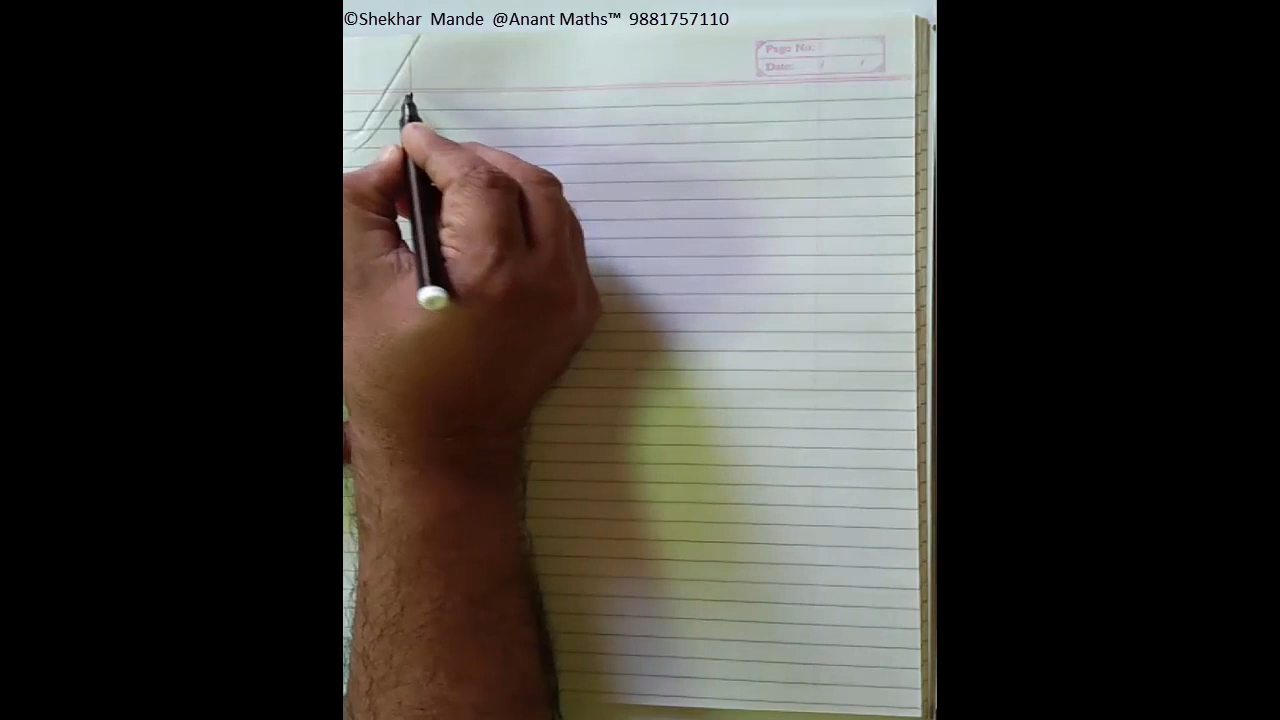 ©Shekhar Mande @Anant Maths™ 9881757110
Page No:
Date: / /